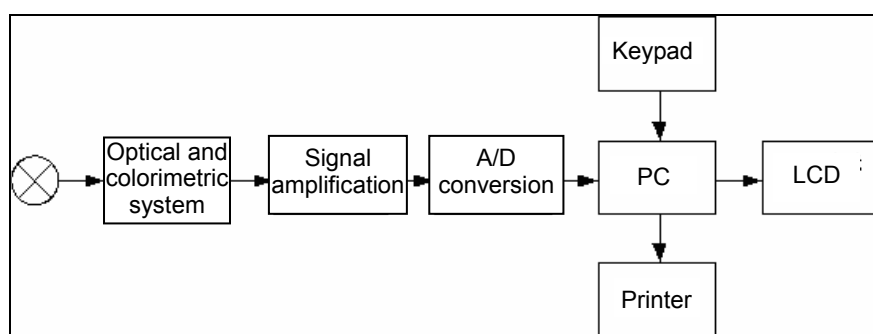 Keypad
Optical and
colorimetric
system
Signal
amplification
A/D
conversion
PC
LCD
Printer